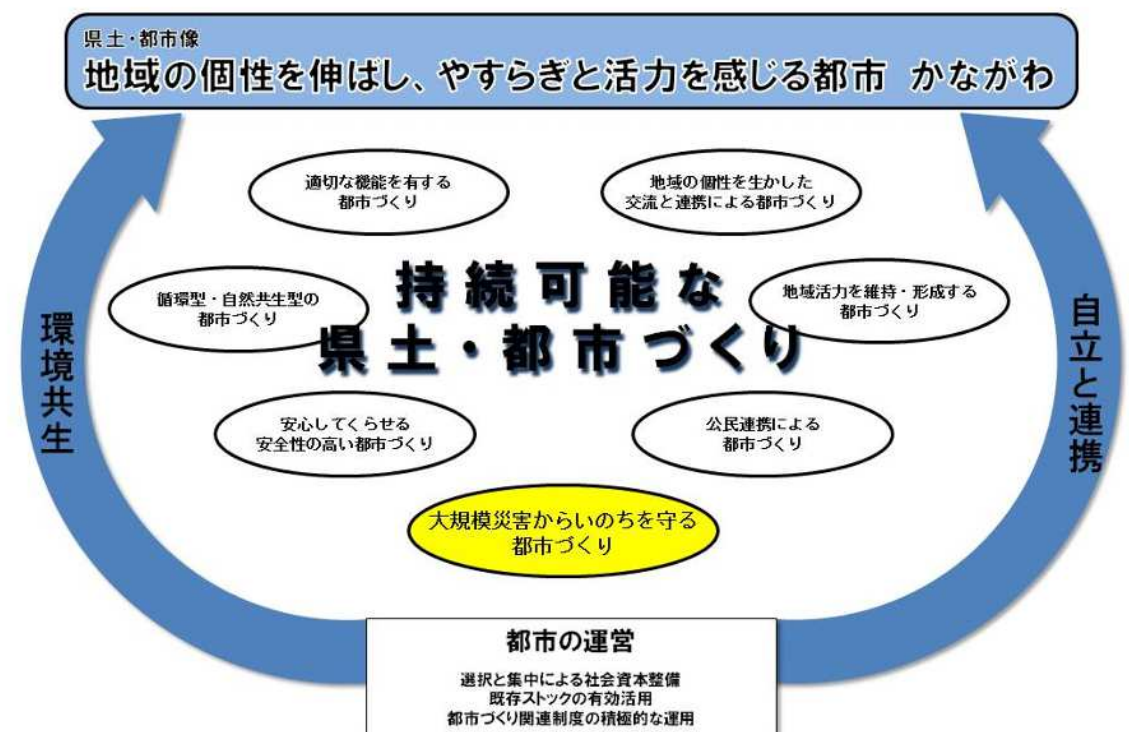 県土・都市像
地域の個性を伸ばし、やすらぎと活力を感じる都市 かながわ
適切な機能を有する
都市づくり
地域の個性を生かした
交流と連携による都市づくり
持続可能な
県土・都市づくり
循環型・自然共生型の
都市づくり
地域活力を維持・形成する
都市づくり
環境共生
自立と連携
安心してくらせる
安全性の高い都市づくり
公民連携による
都市づくり
大規模災害からいのちを守る
都市づくり
都市の運営
選択と集中による社会資本整備
既存ストックの有効活用
都市づくり関連制度の積極的な運用